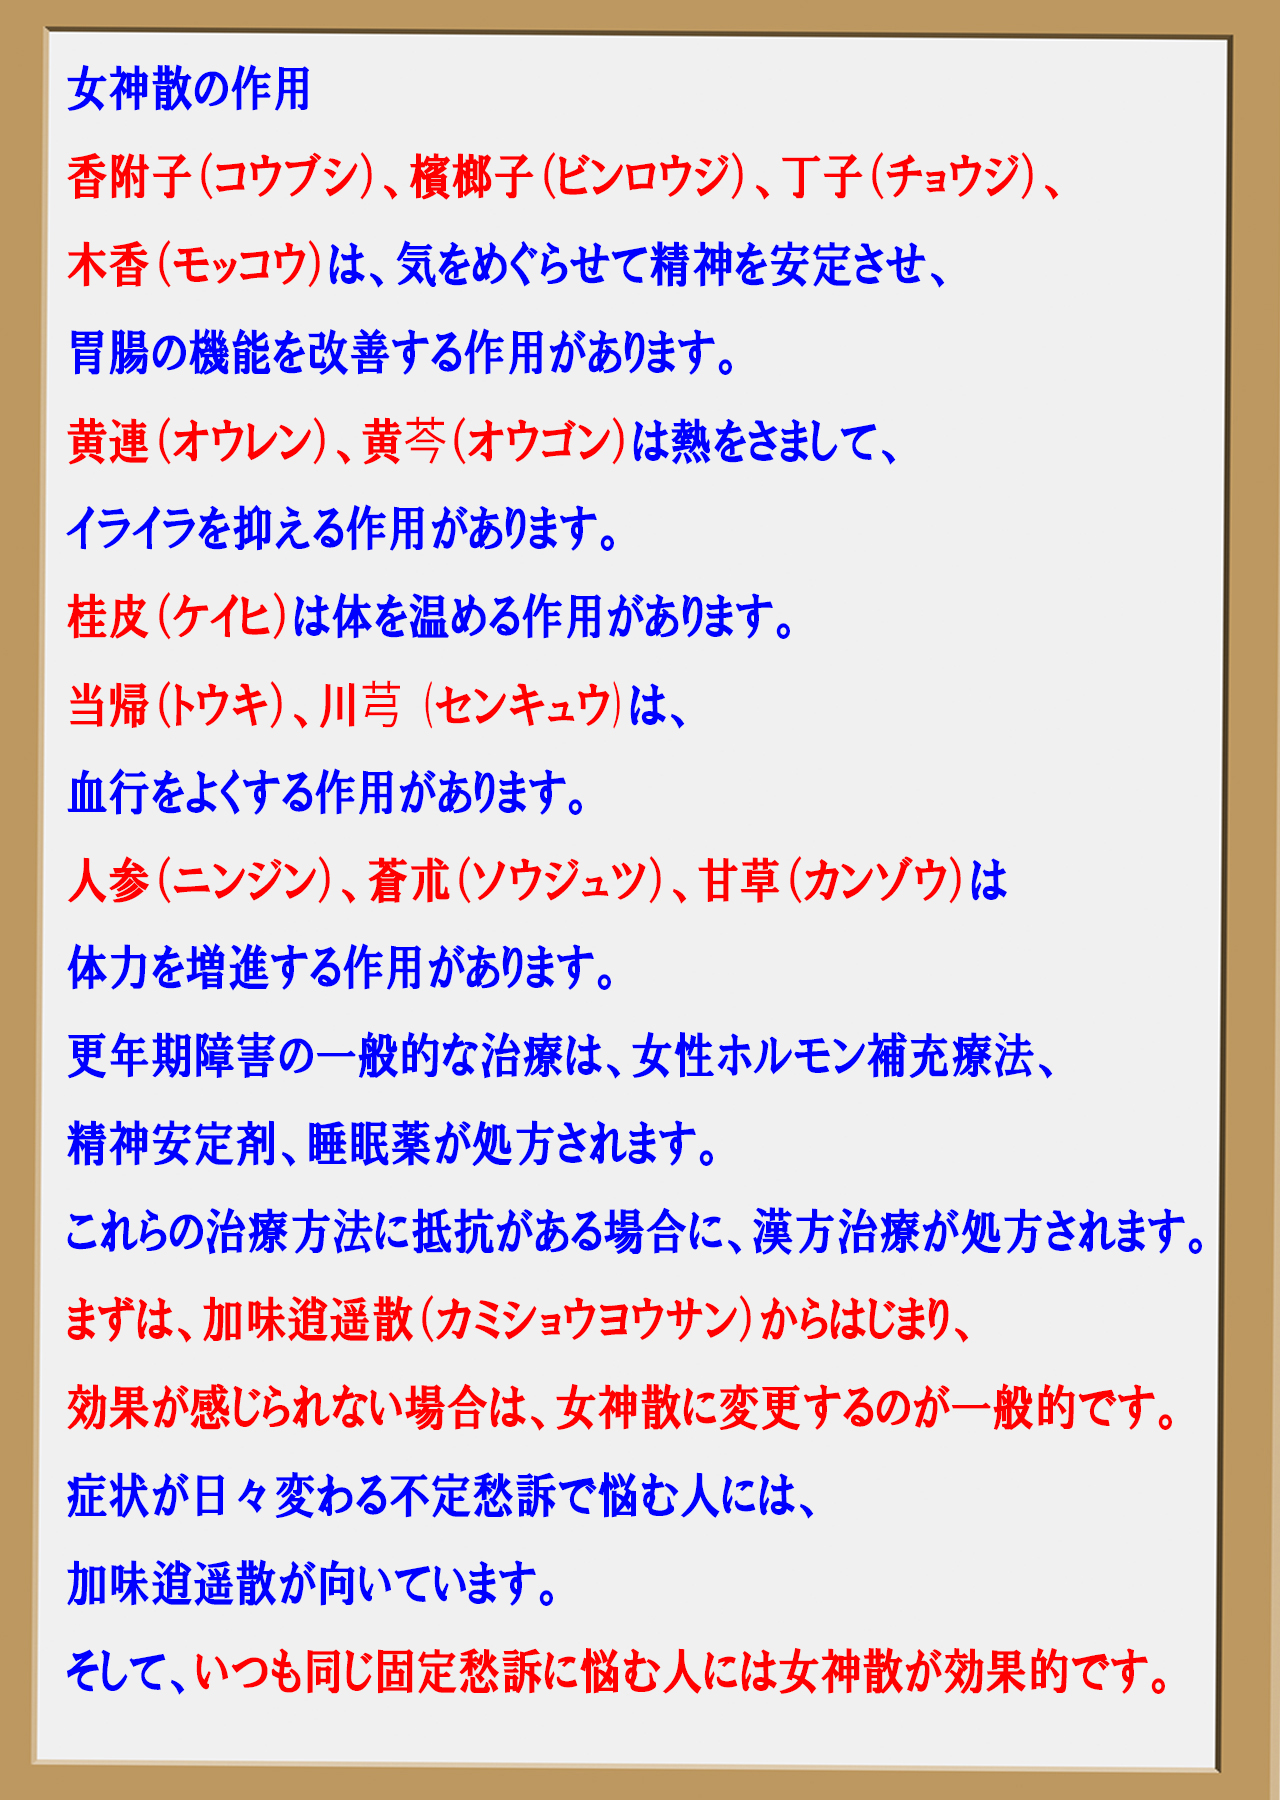 女神散の作用
香附子（コウブシ）、檳榔子（ビンロウジ）、丁子（チョウジ）、
木香（モッコウ）は、気をめぐらせて精神を安定させ、
胃腸の機能を改善する作用があります。
黄連（オウレン）、黄芩（オウゴン）は熱をさまして、
イライラを抑える作用があります。
桂皮（ケイヒ）は体を温める作用があります。
当帰（トウキ）、川芎（センキュウ）は、
血行をよくする作用があります。
人参（ニンジン）、蒼朮（ソウジュツ）、甘草（カンゾウ）は
体力を増進する作用があります。
更年期障害の一般的な治療は、女性ホルモン補充療法、
精神安定剤、睡眠薬が処方されます。
これらの治療方法に抵抗がある場合に、漢方治療が処方されます。
まずは、加味逍遥散（カミショウヨウサン）からはじまり、
効果が感じられない場合は、女神散に変更するのが一般的です。
症状が日々変わる不定愁訴で悩む人には、
加味逍遥散が向いています。
そして、いつも同じ固定愁訴に悩む人には女神散が効果的です。